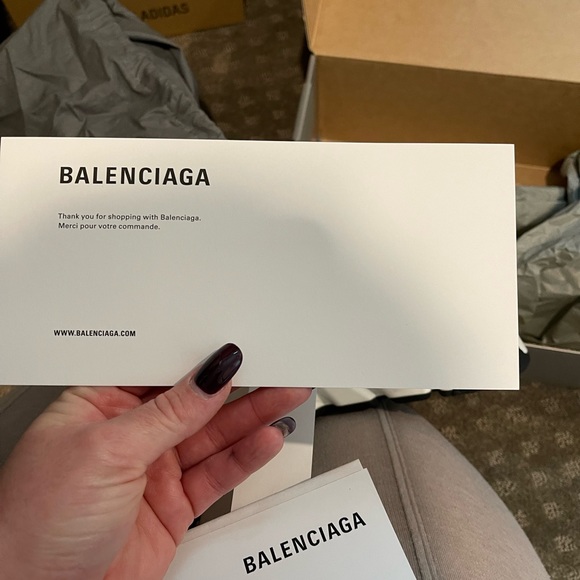 ADIDAS
BALENCIAGA
Thank you for shopping with Balenciaga.
Merci pour votre commande.
WWW.BALENCIAGA.COM
BALENCIAGA